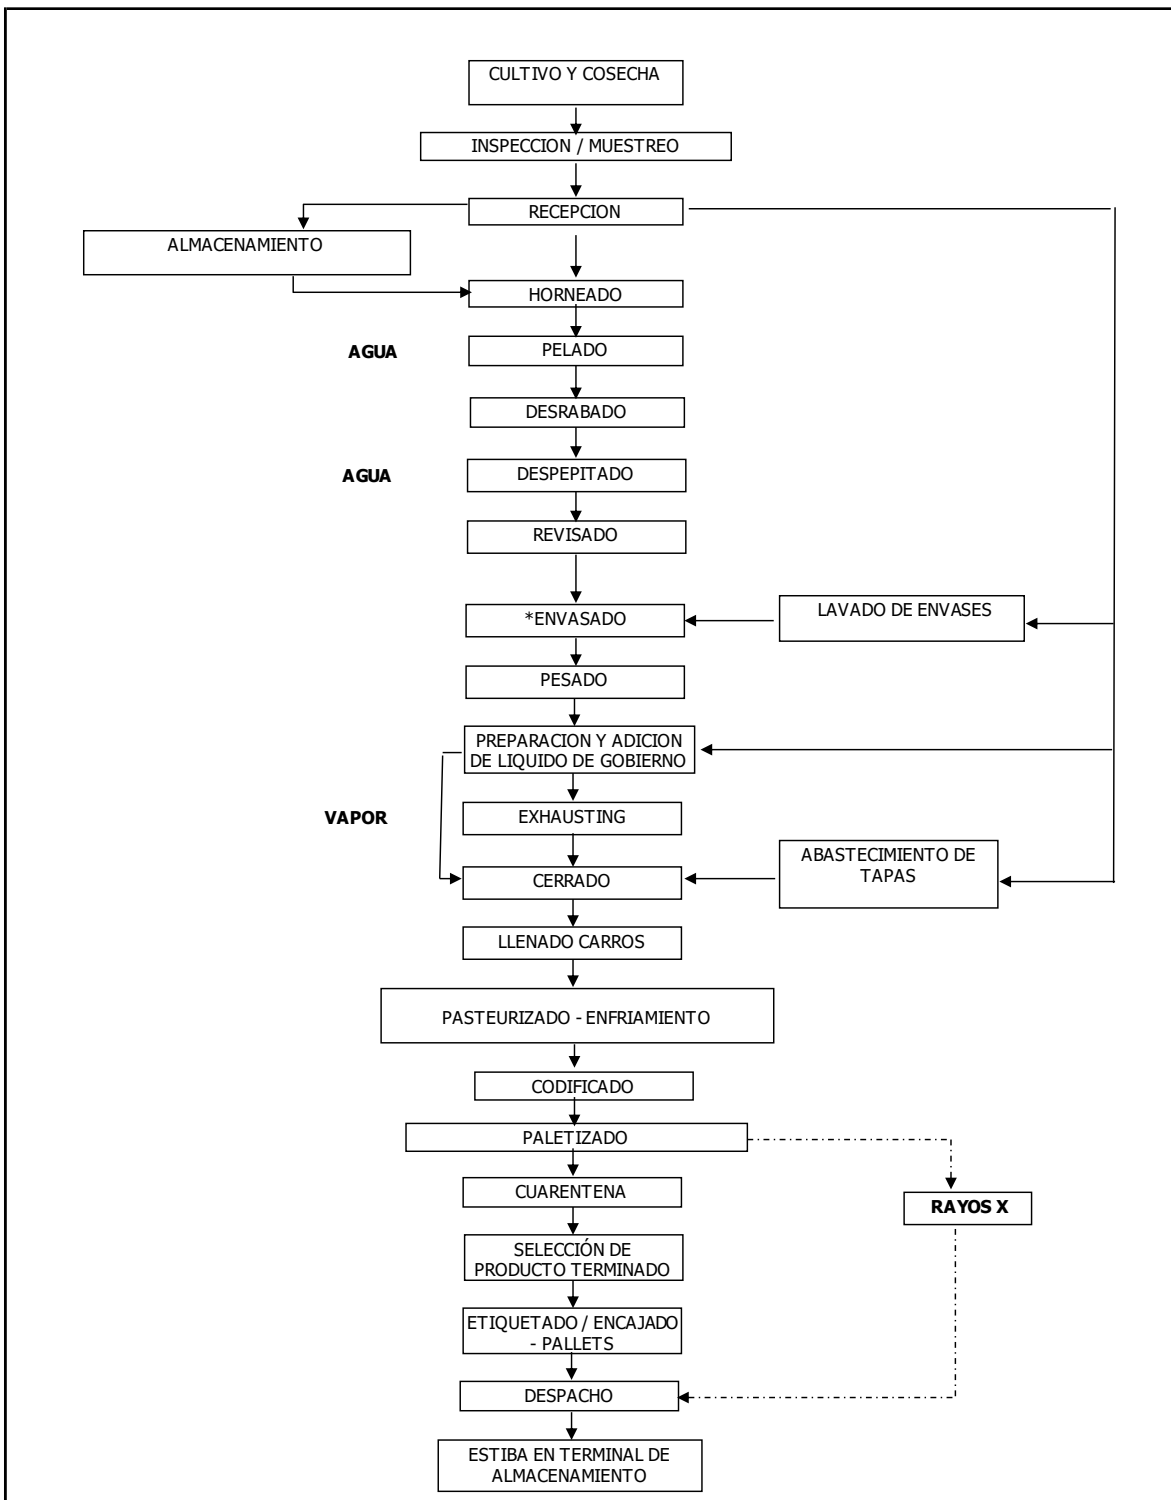 CULTIVO Y COSECHA
INSPECCION / MUESTREO
RECEPCION
ALMACENAMIENTO
HORNEADO
AGUA
PELADO
DESRABADO
AGUA
DESPEPITADO
REVISADO
*ENVASADO
LAVADO DE ENVASES
PESADO
PREPARACION Y ADICION
DE LIQUIDO DE GOBIERNO
VAPOR
EXHAUSTING
ABASTECIMIENTO DE
TAPAS
CERRADO
LLENADO CARROS
PASTEURIZADO - ENFRIAMIENTO
CODIFICADO
PALETIZADO
CUARENTENA
RAYOS X
SELECCIÓN DE
PRODUCTO TERMINADO
ETIQUETADO / ENCAJADO
- PALLETS
DESPACHO
ESTIBA EN TERMINAL DE
ALMACENAMIENTO